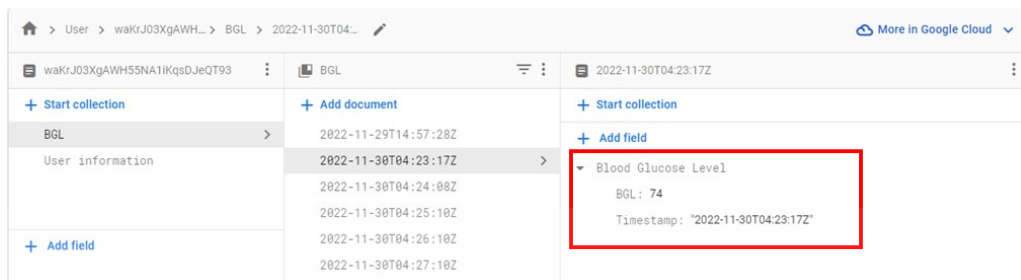 User > waKrJ03XgAWH… > BGL > 2022-11-30T04:…
More in Google Cloud
waKrJ03XgAWH55NA1iKqsDJeQT93
Start collection
BGL
User information
Add field
BGL
Add document
2022-11-29T14:57:28Z
2022-11-30T04:23:17Z
2022-11-30T04:24:08Z
2022-11-30T04:25:10Z
2022-11-30T04:26:10Z
2022-11-30T04:27:10Z
2022-11-30T04:23:17Z
Start collection
Add field
Blood Glucose Level
BGL: 74
Timestamp: "2022-11-30T04:23:17Z"